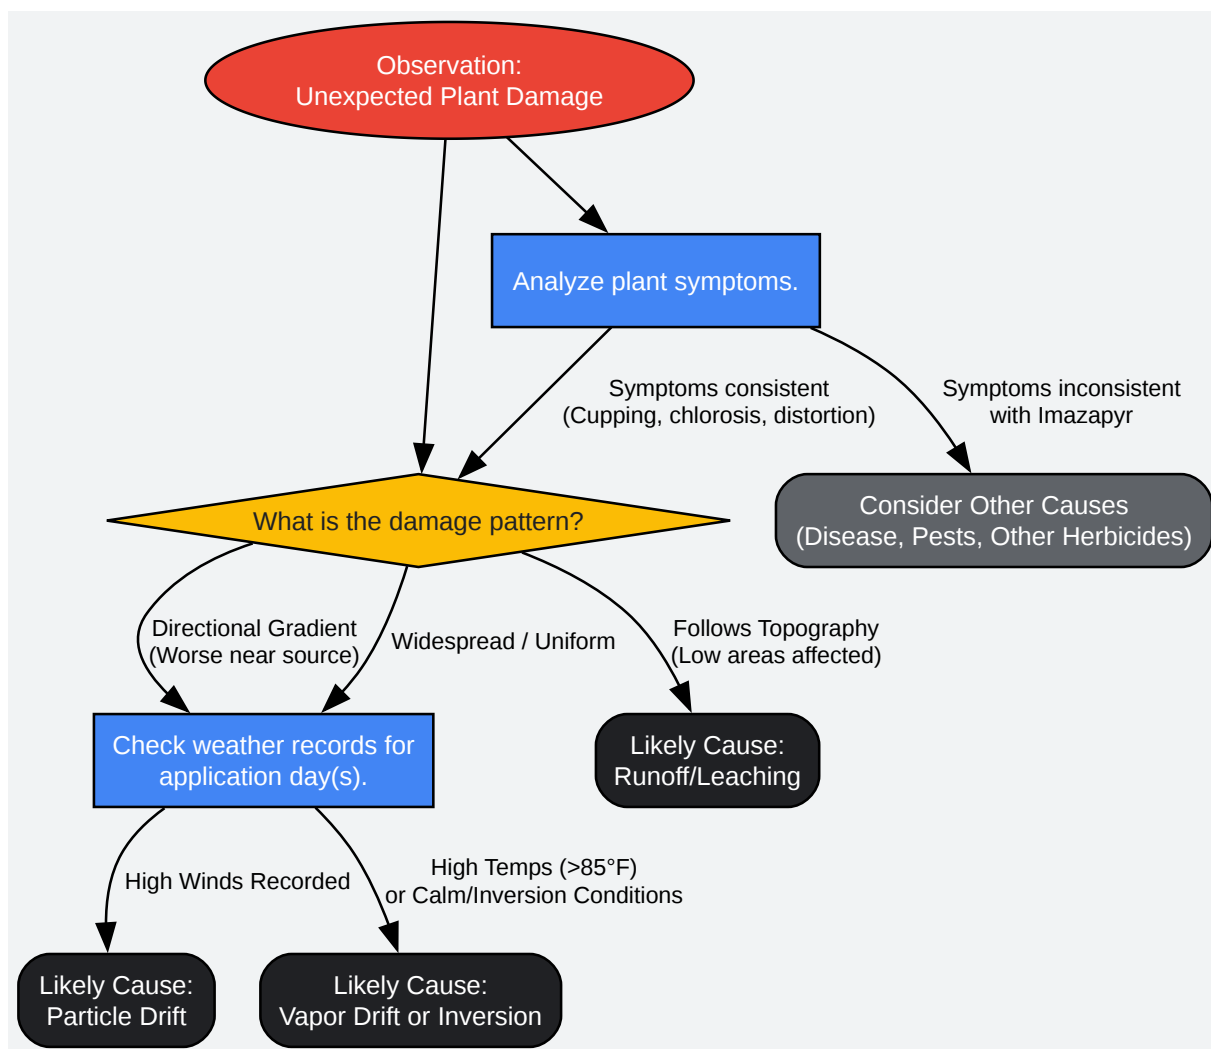 Observation:
Unexpected Plant Damage
Analyze plant symptoms.
Symptoms consistent
(Cupping, chlorosis, distortion)
Symptoms inconsistent
with Imazapyr
What is the damage pattern?
Consider Other Causes
(Disease, Pests, Other Herbicides)
Directional Gradient
(Worse near source)
Widespread / Uniform
Follows Topography
(Low areas affected)
Check weather records for
application day(s).
Likely Cause:
Runoff/Leaching
High Winds Recorded
High Temps (>85°F)
or Calm/Inversion Conditions
Likely Cause:
Particle Drift
Likely Cause:
Vapor Drift or Inversion